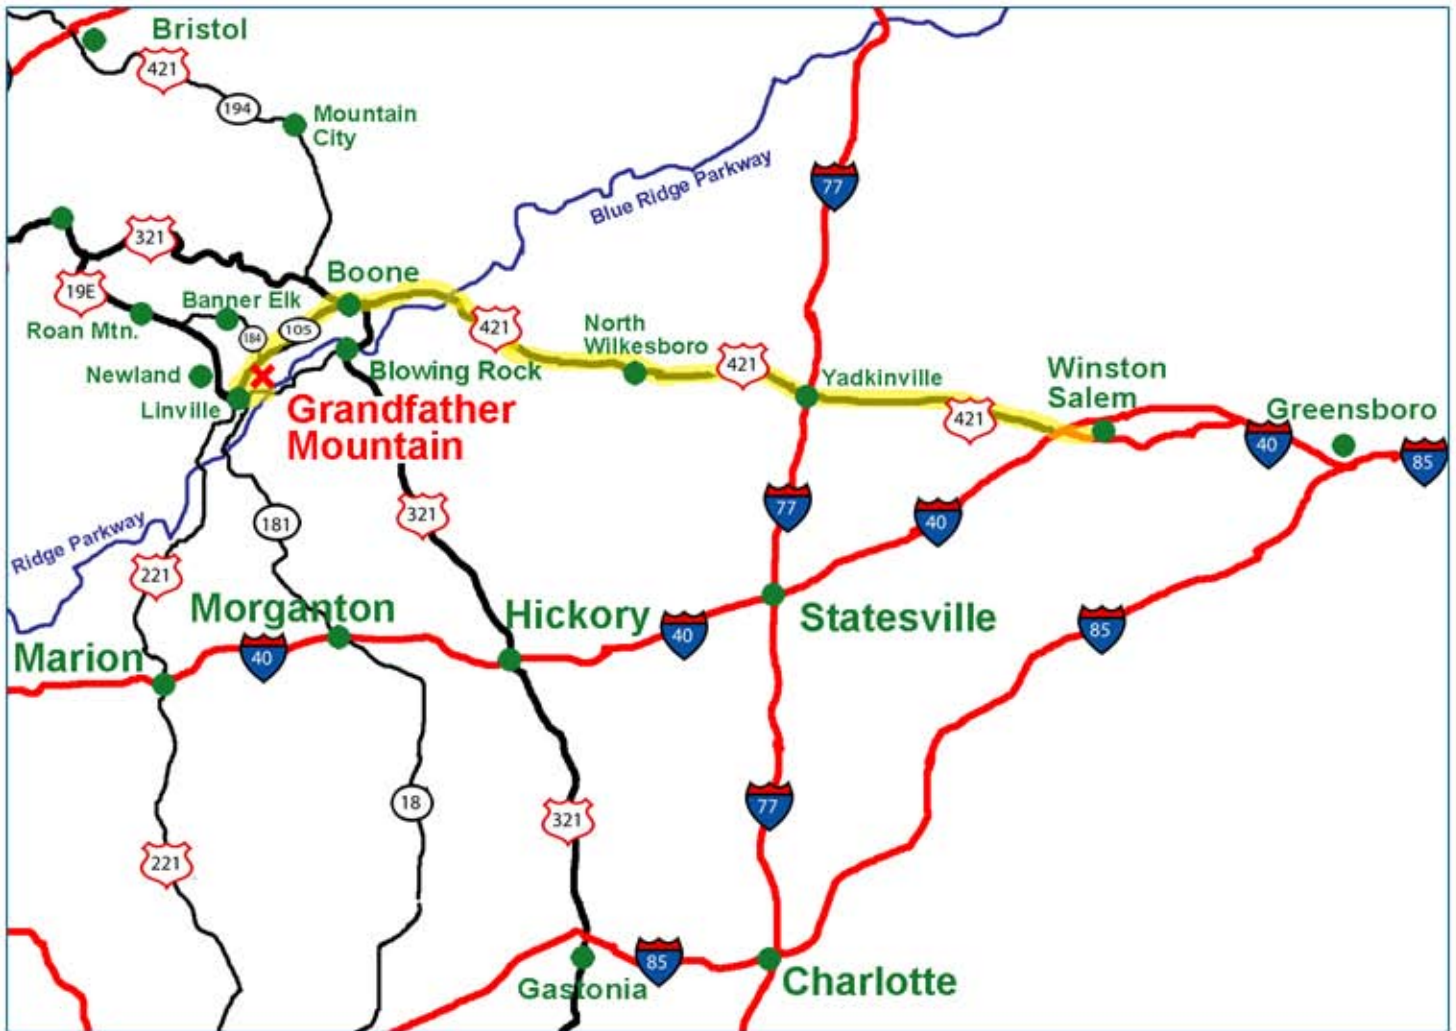 Bristol
421
194
Mountain
City
77
Blue Ridge Parkway
321
Boone
19E
Banner Elk
105
184
421
North
Wilkesboro
421
Roan Mtn.
Newland
Blowing Rock
Yadkinville
Winston
Salem
Linville
Grandfather
Mountain
421
Greensboro
40
85
77
40
321
181
Ridge Parkway
221
Morganton
Hickory
Statesville
85
40
Marion
40
77
18
321
221
85
Gastonia
Charlotte